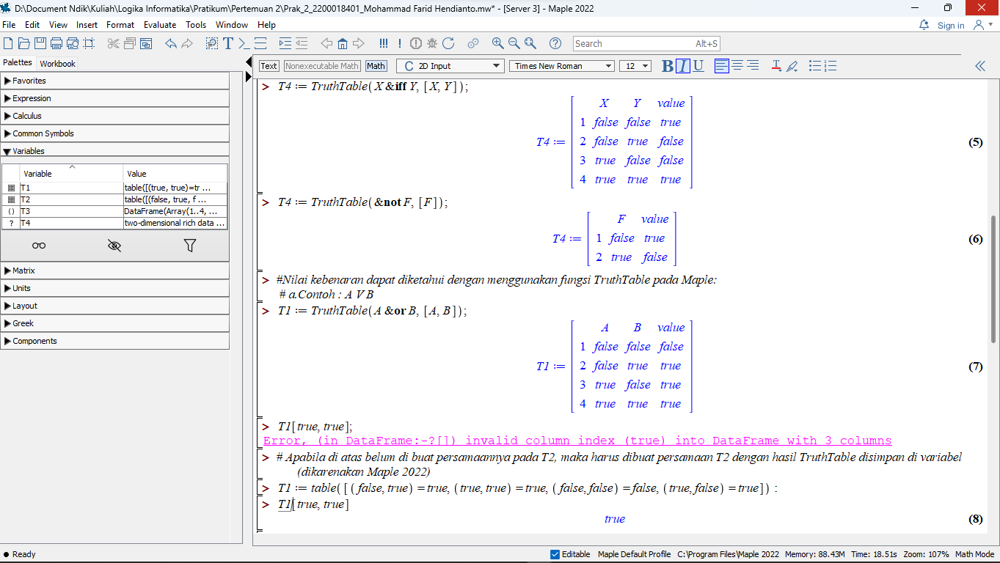 D:\Document Ndik\Kuliah\Logika Informatika\Pratikum\Pertemuan 2\Prak_2_2200018401_Mohammad Farid Hendianto.mw* - [Server 3] - Maple 2022
File Edit View Insert Format Evaluate Tools Window Help
Sign in
Search Alt+S
Palettes Workbook
Text Nonexecutable Math Math C 2D Input Times New Roman 12 B I U
Favorites
Expression
Calculus
Common Symbols
Variables
Variable Value
T1 table([(true, true)=tr ...
T2 table([(false, true, f ...
T3 DataFrame(Array(1..4, ...
T4 two-dimensional rich data ...
Matrix
Units
Layout
Greek
Components
> T4 := TruthTable(X &iff Y, [X, Y]);
X Y value
1 false false true
T4 := 2 false true false (5)
3 true false false
4 true true true
> T4 := TruthTable(&not F, [F]);
F value
T4 := 1 false true (6)
2 true false
> #Nilai kebenaran dapat diketahui dengan menggunakan fungsi TruthTable pada Maple:
# a.Contoh : A V B
> T1 := TruthTable(A &or B, [A, B]);
A B value
1 false false false
T1 := 2 false true true (7)
3 true false true
4 true true true
> T1[true, true];
Error, (in DataFrame:-?[]) invalid column index (true) into DataFrame with 3 columns
> # Apabila di atas belum di buat persamaannya pada T2, maka harus dibuat persamaan T2 dengan hasil TruthTable disimpan di variabel
(dikarenakan Maple 2022)
> T1 := table([(false, true) = true, (true, true) = true, (false, false) = false, (true, false) = true]) :
> T1[true, true]
true (8)
Ready
Editable Maple Default Profile C:\Program Files\Maple 2022 Memory: 88.43M Time: 18.51s Zoom: 107% Math Mode